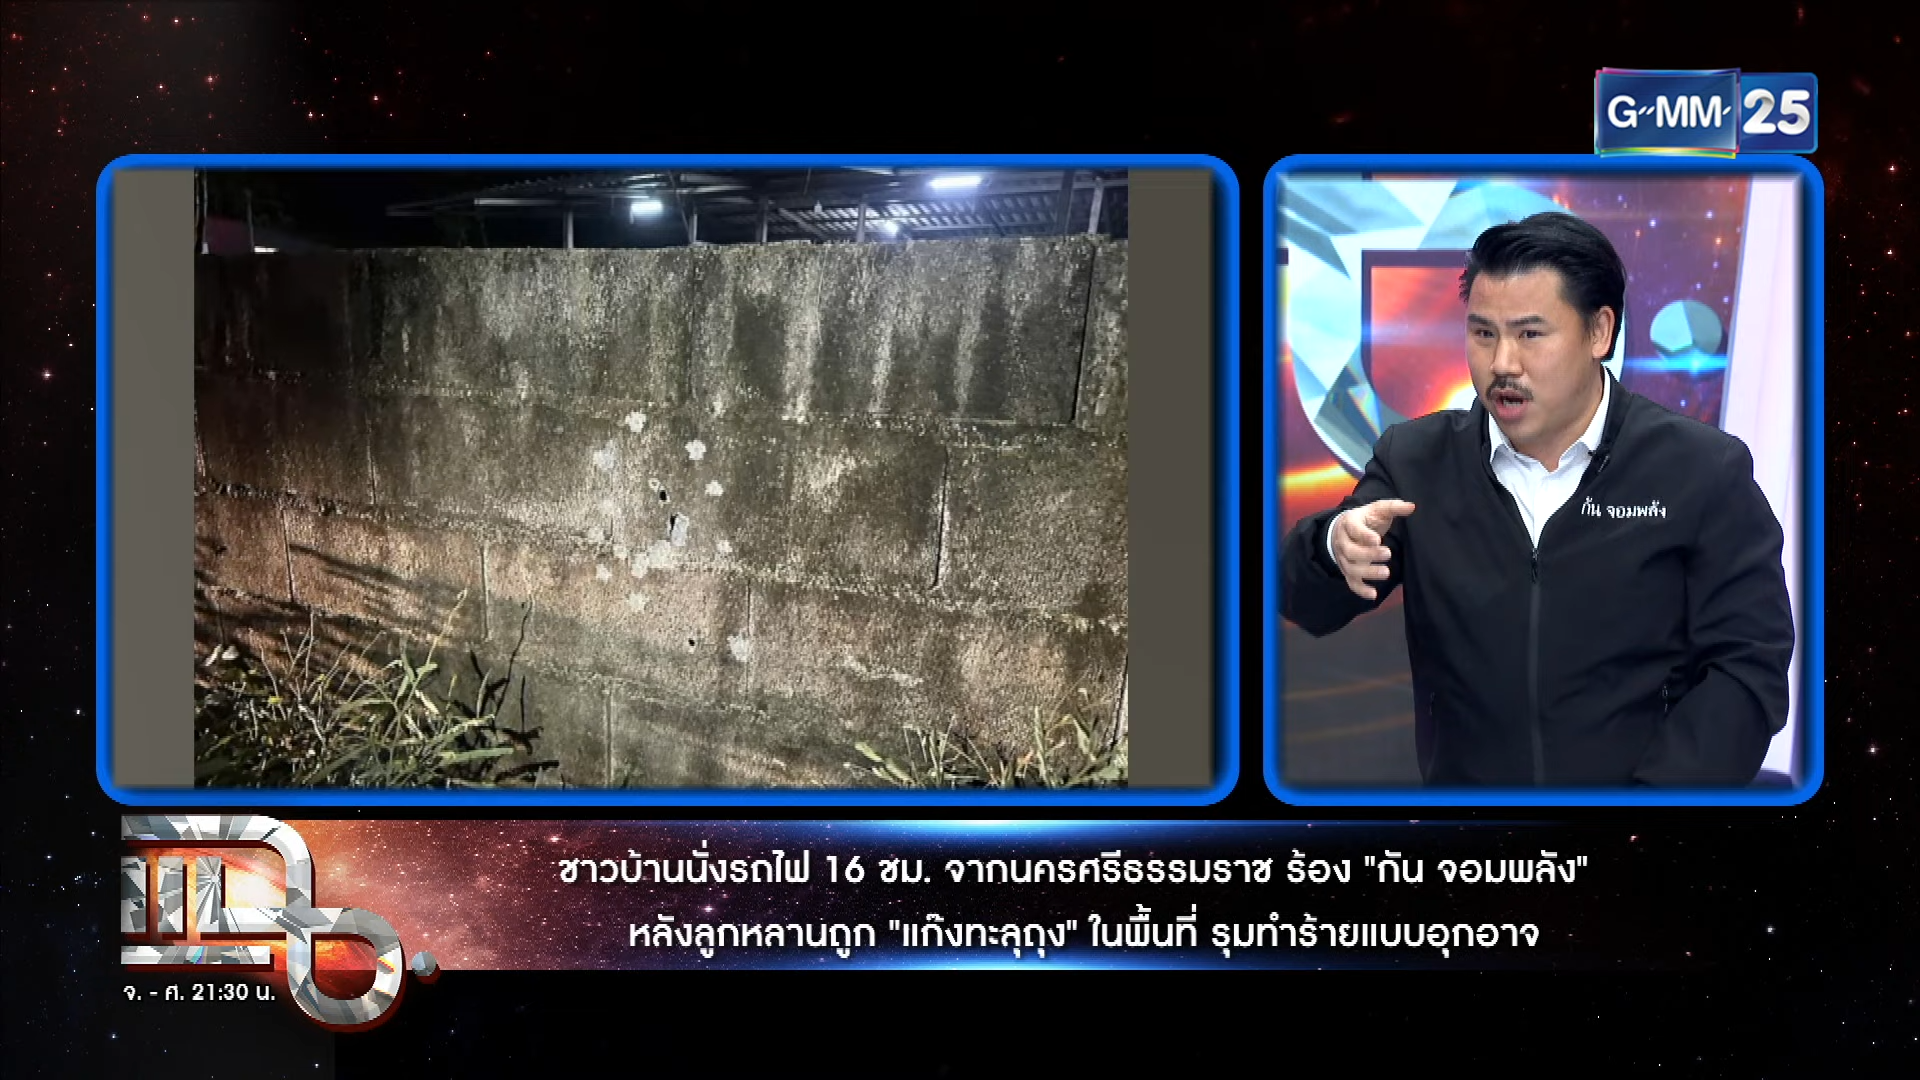 GMM 25
กัน จอมพลัง
ชาวบ้านนั่งรถไฟ 16 ชม. จากนครศรีธรรมราช ร้อง "กัน จอมพลัง"
หลังลูกหลานถูก "แก๊งทะลุถุง" ในพื้นที่ รุมทำร้ายแบบอุกอาจ
แฉ.
จ. - ศ. 21:30 น.